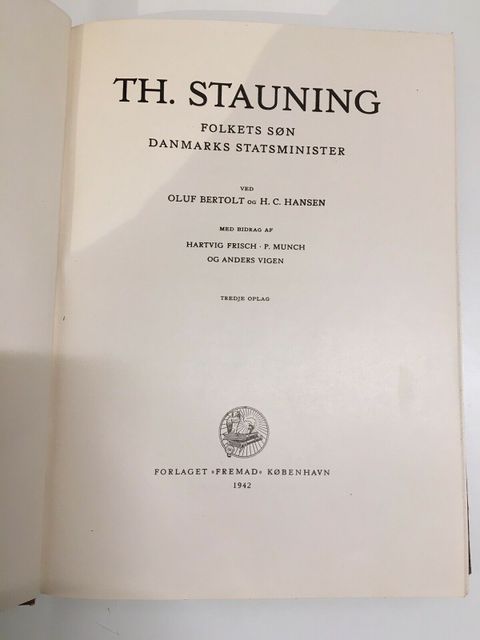 TH. STAUNING
FOLKETS SØN
DANMARKS STATSMINISTER
VED
OLUF BERTOLT OG H. C. HANSEN
MED BIDRAG AF
HARTVIG FRISCH · P. MUNCH
OG ANDERS VIGEN
TREDJE OPLAG
FORLAGET »FREMAD« KØBENHAVN
1942